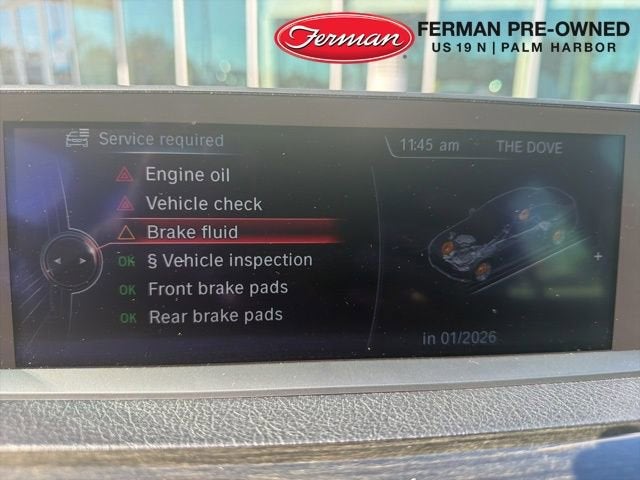 Ferman
FERMAN PRE-OWNED
US 19 N | PALM HARBOR
Service required
11:45 am THE DOVE
Engine oil
Vehicle check
Brake fluid
OK § Vehicle inspection
OK Front brake pads
OK Rear brake pads
in 01/2026